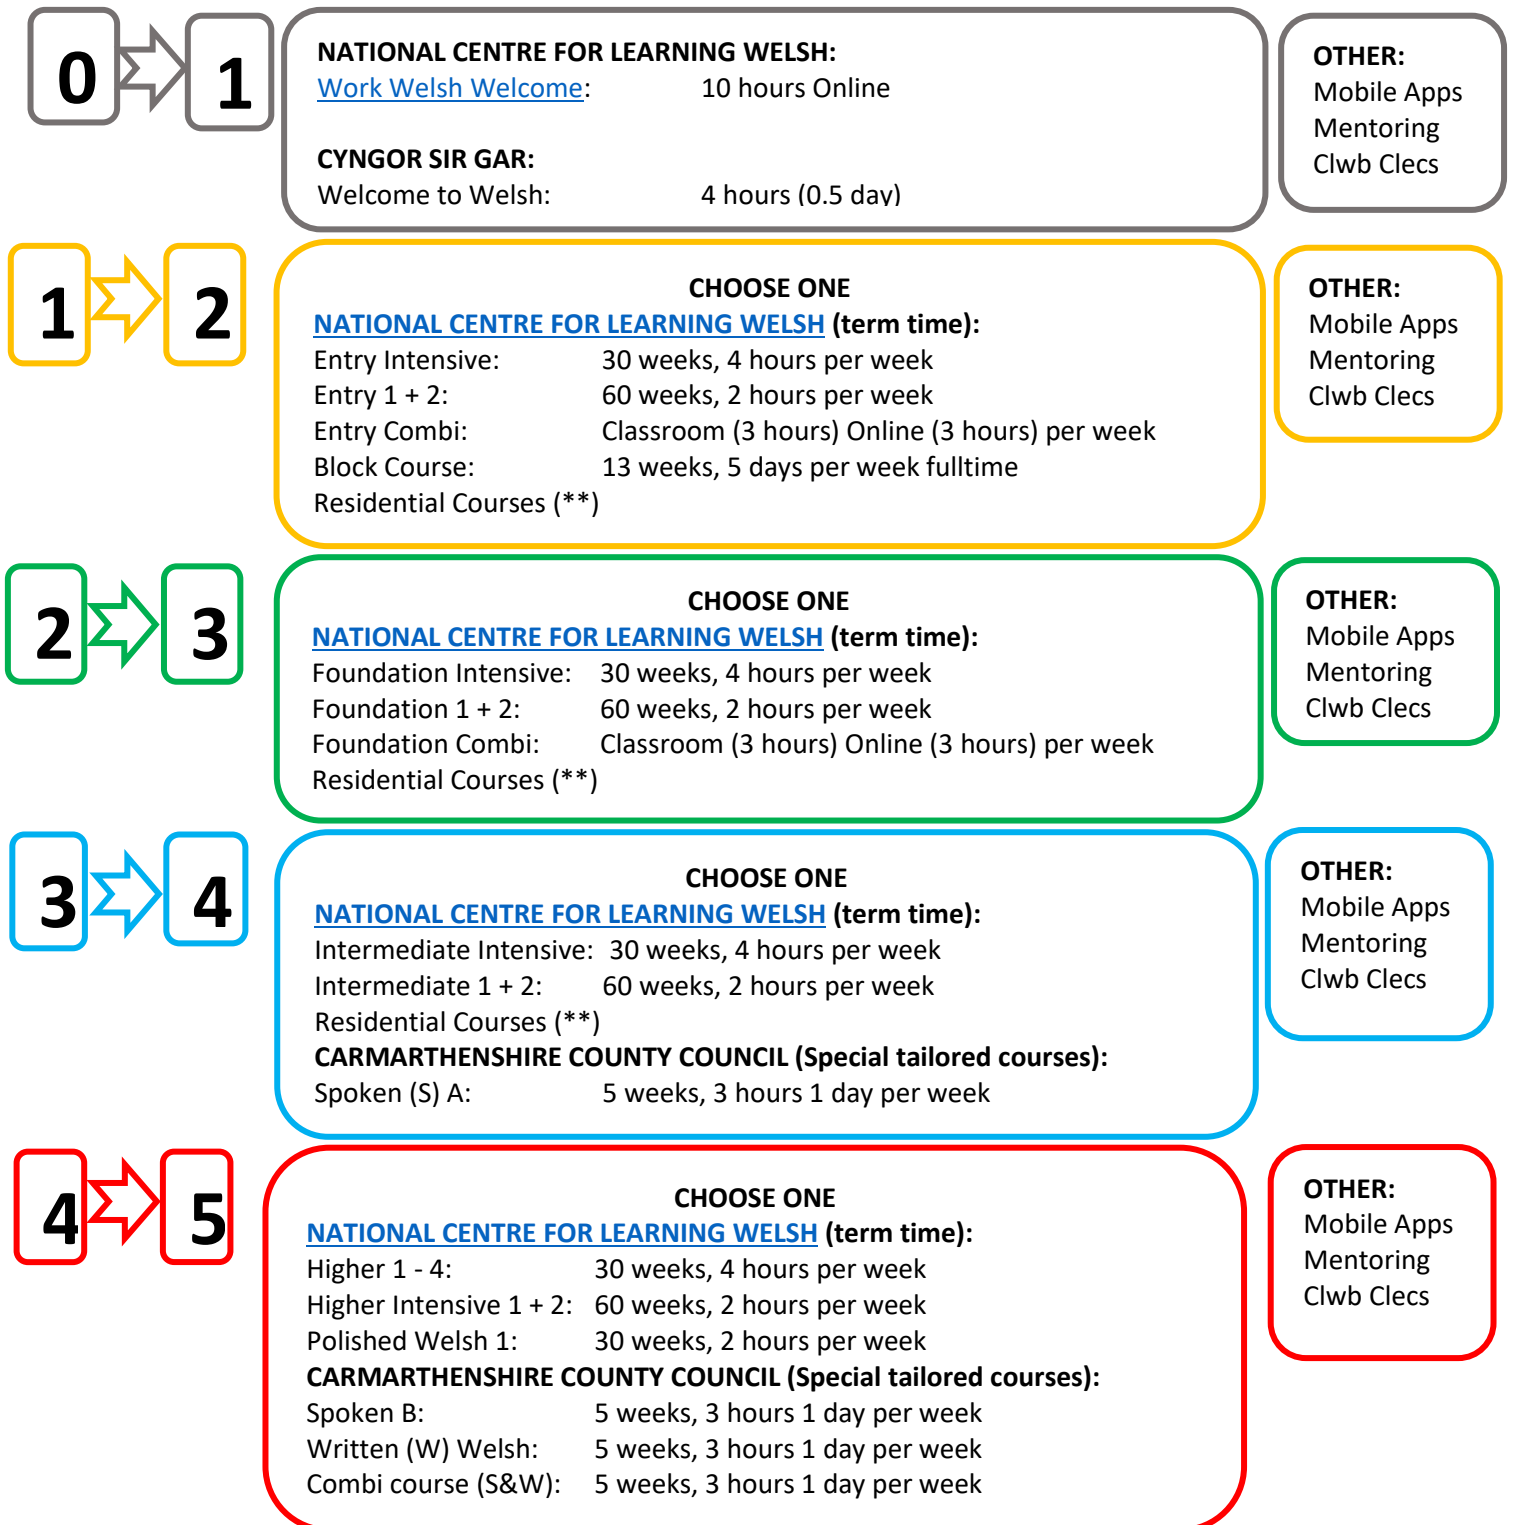 0 1
NATIONAL CENTRE FOR LEARNING WELSH:
Work Welsh Welcome: 10 hours Online
CYNGOR SIR GAR:
Welcome to Welsh: 4 hours (0.5 day)
OTHER:
Mobile Apps
Mentoring
Clwb Clecs
1 2
CHOOSE ONE
NATIONAL CENTRE FOR LEARNING WELSH (term time):
Entry Intensive: 30 weeks, 4 hours per week
Entry 1 + 2: 60 weeks, 2 hours per week
Entry Combi: Classroom (3 hours) Online (3 hours) per week
Block Course: 13 weeks, 5 days per week fulltime
Residential Courses (**)
OTHER:
Mobile Apps
Mentoring
Clwb Clecs
2 3
CHOOSE ONE
NATIONAL CENTRE FOR LEARNING WELSH (term time):
Foundation Intensive: 30 weeks, 4 hours per week
Foundation 1 + 2: 60 weeks, 2 hours per week
Foundation Combi: Classroom (3 hours) Online (3 hours) per week
Residential Courses (**)
OTHER:
Mobile Apps
Mentoring
Clwb Clecs
3 4
CHOOSE ONE
NATIONAL CENTRE FOR LEARNING WELSH (term time):
Intermediate Intensive: 30 weeks, 4 hours per week
Intermediate 1 + 2: 60 weeks, 2 hours per week
Residential Courses (**)
CARMARTHENSHIRE COUNTY COUNCIL (Special tailored courses):
Spoken (S) A: 5 weeks, 3 hours 1 day per week
OTHER:
Mobile Apps
Mentoring
Clwb Clecs
4 5
CHOOSE ONE
NATIONAL CENTRE FOR LEARNING WELSH (term time):
Higher 1 - 4: 30 weeks, 4 hours per week
Higher Intensive 1 + 2: 60 weeks, 2 hours per week
Polished Welsh 1: 30 weeks, 2 hours per week
CARMARTHENSHIRE COUNTY COUNCIL (Special tailored courses):
Spoken B: 5 weeks, 3 hours 1 day per week
Written (W) Welsh: 5 weeks, 3 hours 1 day per week
Combi course (S&W): 5 weeks, 3 hours 1 day per week
OTHER:
Mobile Apps
Mentoring
Clwb Clecs